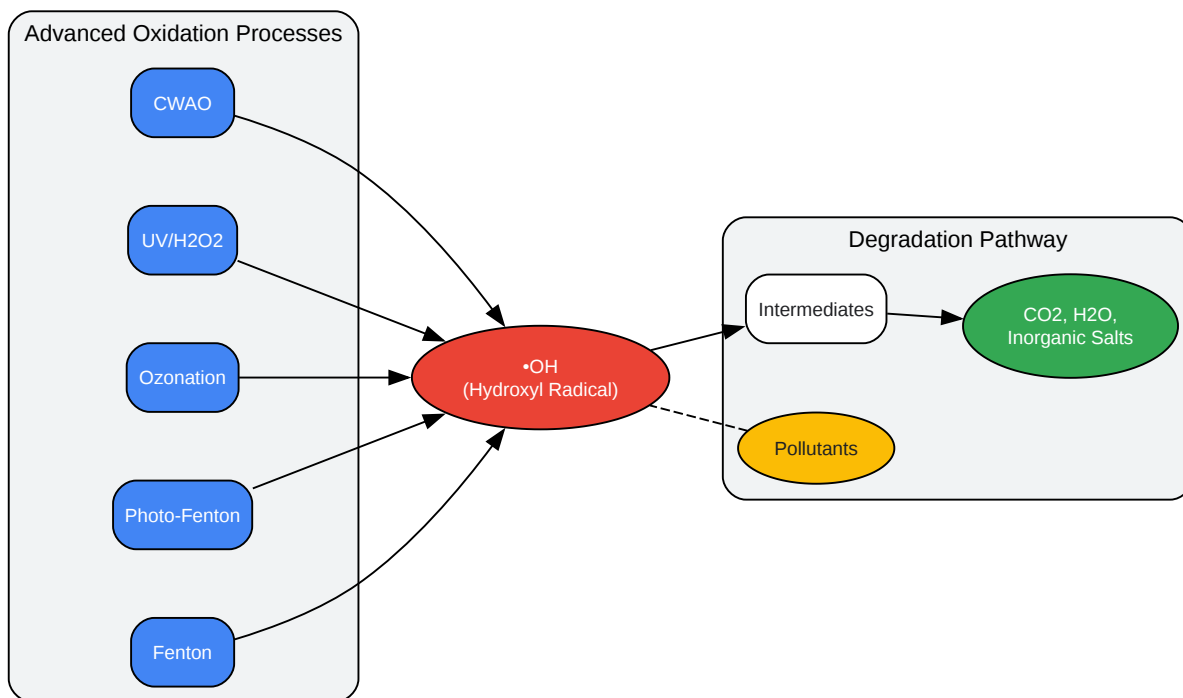 Advanced Oxidation Processes
CWAO
UV/H2O2
Ozonation
Photo-Fenton
Fenton
•OH
(Hydroxyl Radical)
Degradation Pathway
Intermediates
CO2, H2O,
Inorganic Salts
Pollutants